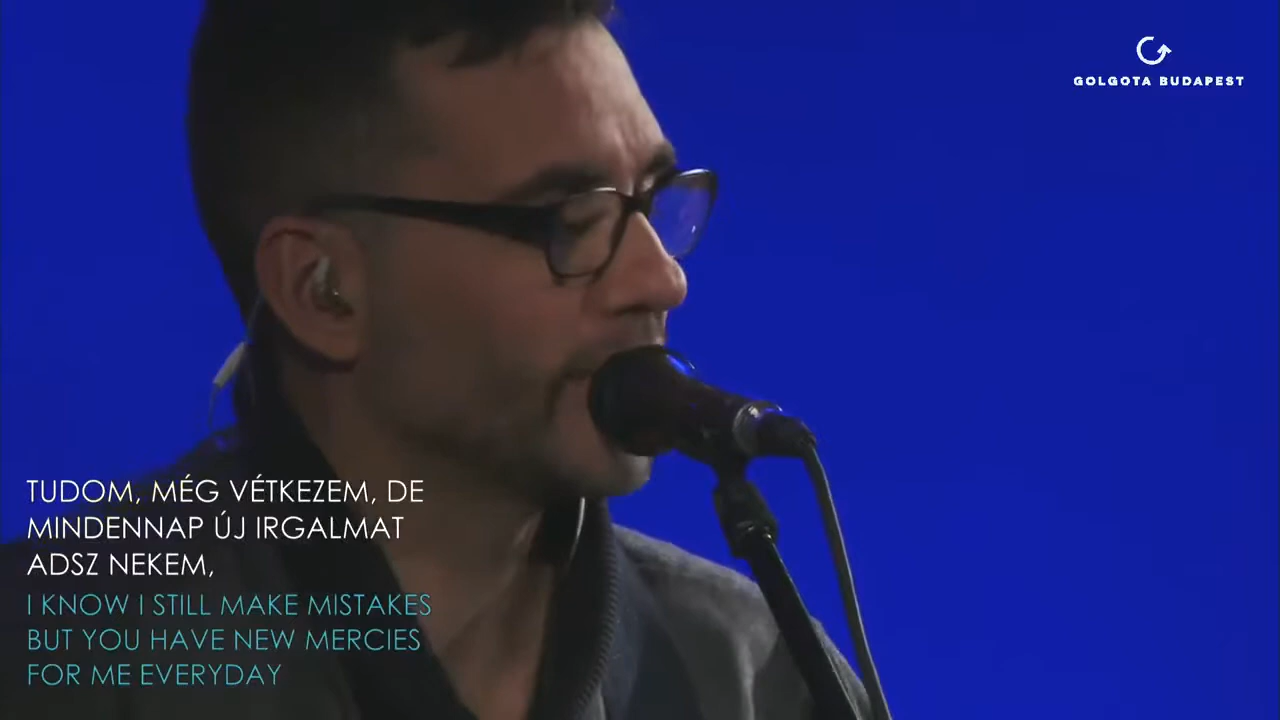 GOLGOTA BUDAPEST
TUDOM, MÉG VÉTKEZEM, DE
MINDENNAP ÚJ IRGALMAT
ADSZ NEKEM,
I KNOW I STILL MAKE MISTAKES
BUT YOU HAVE NEW MERCIES
FOR ME EVERYDAY